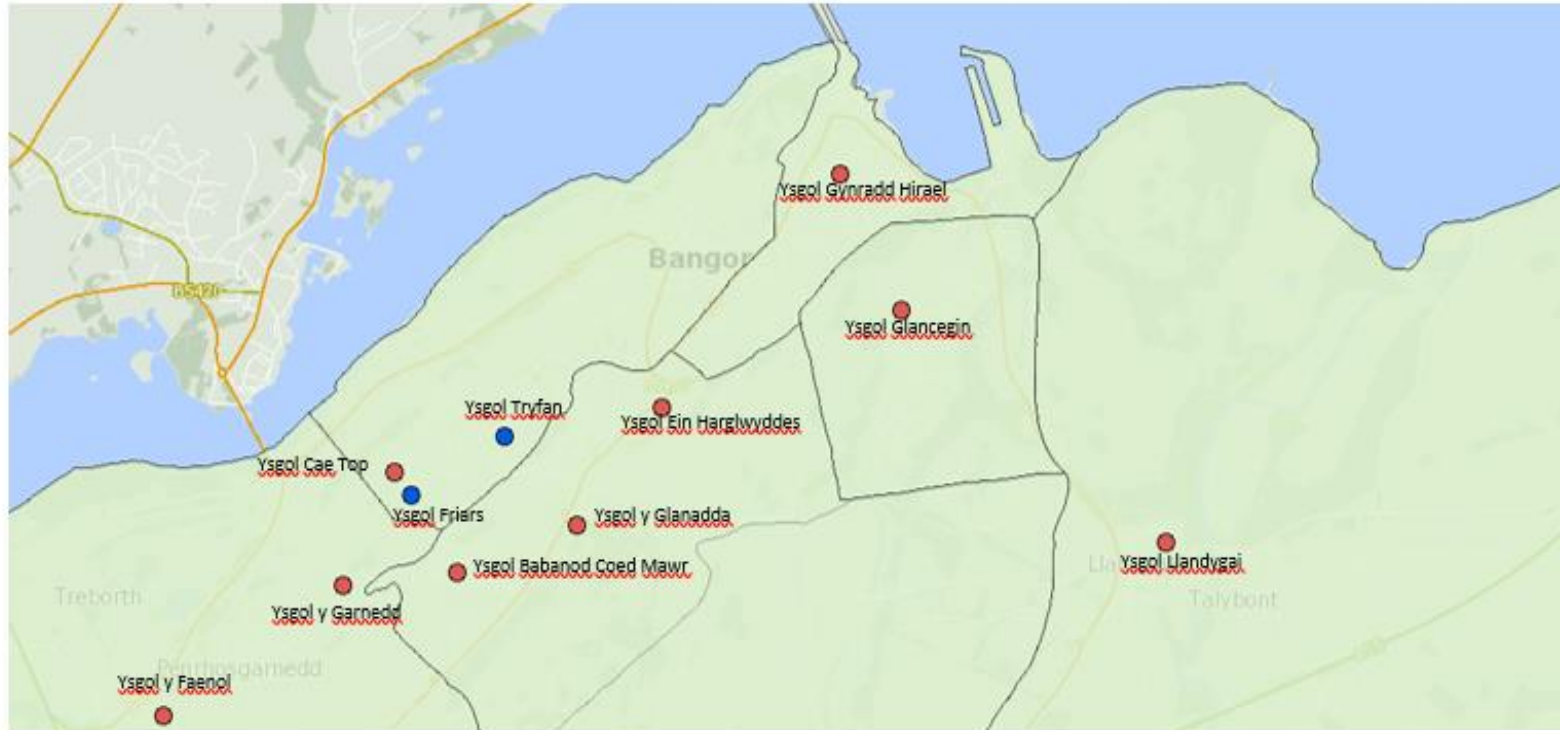 Ysgol Gynradd Hirael
Bangor
B5420
Ysgol Glancegin
Ysgol Tryfan
Ysgol Ein Harglwyddes
Ysgol Cae Top
Ysgol Friars
Ysgol y Glanadda
Ysgol Babanod Coed Mawr
Ysgol Llandygai
Treborth
Talybont
Ysgol y Garnedd
Penrhosgarnedd
Ysgol y Faenol